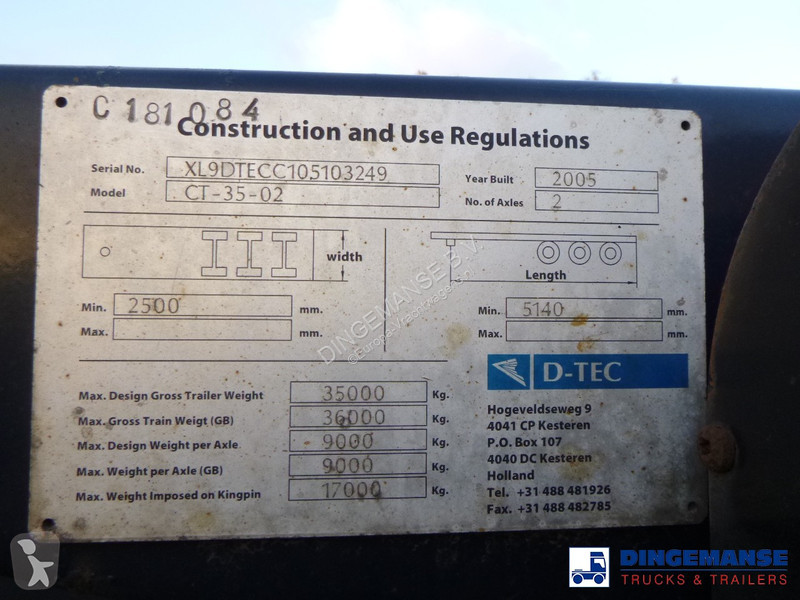 C 181084
Construction and Use Regulations
Serial No. XL9DTECC105103249 Year Built 2005
Model CT-35-02 No. of Axles 2
width
Length
Min. 2500 mm. Min. 5140 mm.
Max. mm. Max. mm.
D-TEC
Max. Design Gross Trailer Weight 35000 Kg.
Max. Gross Train Weigt (GB) 36000 Kg.
Max. Design Weight per Axle 9000 Kg.
Max. Weight per Axle (GB) 9000 Kg.
Max. Weight Imposed on Kingpin 17000 Kg.
Hogeveldseweg 9
4041 CP Kesteren
P.O. Box 107
4040 DC Kesteren
Holland
Tel. +31 488 481926
Fax. +31 488 482785
DINGEMANSE B.V.
DINGEMANSE
TRUCKS & TRAILERS